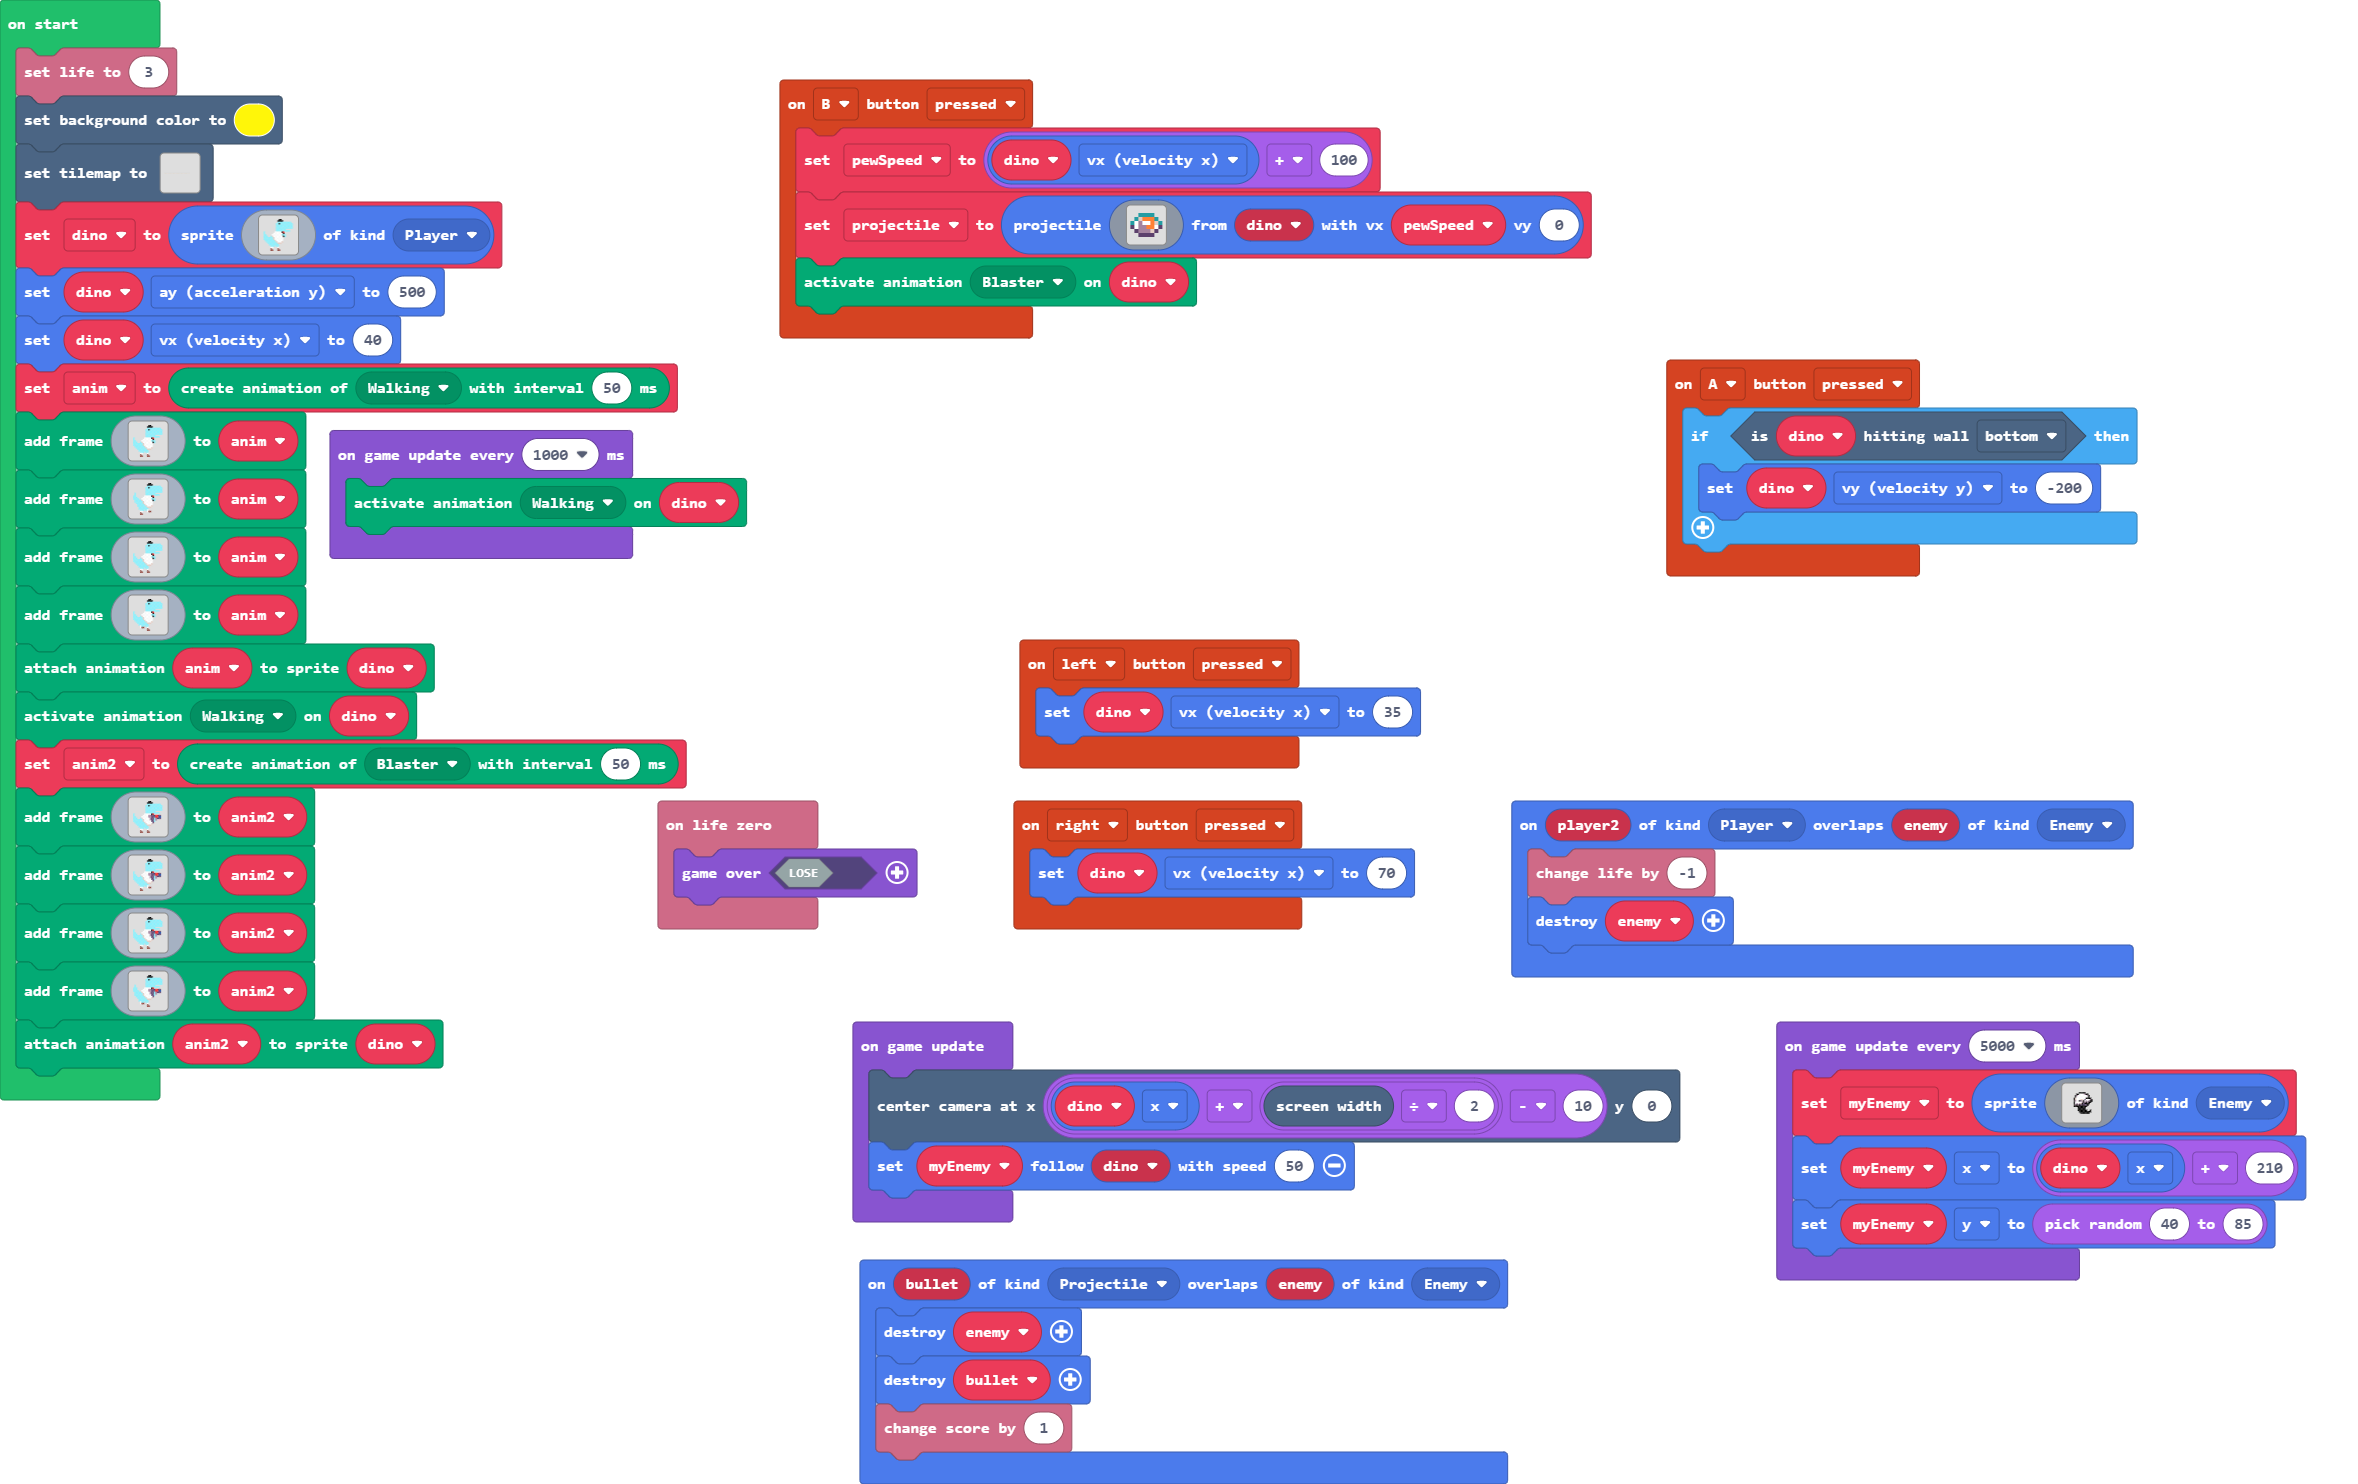 on start
set life to 3
set background color to
set tilemap to
set dino to sprite of kind Player
set dino ay (acceleration y) to 500
set dino vx (velocity x) to 40
set anim to create animation of Walking with interval 50 ms
add frame to anim
add frame to anim
add frame to anim
add frame to anim
attach animation anim to sprite dino
activate animation Walking on dino
set anim2 to create animation of Blaster with interval 50 ms
add frame to anim2
add frame to anim2
add frame to anim2
add frame to anim2
attach animation anim2 to sprite dino
on game update every 1000 ms
activate animation Walking on dino
on B button pressed
set pewSpeed to dino vx (velocity x) + 100
set projectile to projectile from dino with vx pewSpeed vy 0
activate animation Blaster on dino
on A button pressed
if is dino hitting wall bottom then
set dino vy (velocity y) to -200
on left button pressed
set dino vx (velocity x) to 35
on life zero
game over LOSE
on right button pressed
set dino vx (velocity x) to 70
on player2 of kind Player overlaps enemy of kind Enemy
change life by -1
destroy enemy
on game update
center camera at x dino x + screen width ÷ 2 - 10 y 0
set myEnemy follow dino with speed 50
on game update every 5000 ms
set myEnemy to sprite of kind Enemy
set myEnemy x to dino x + 210
set myEnemy y to pick random 40 to 85
on bullet of kind Projectile overlaps enemy of kind Enemy
destroy enemy
destroy bullet
change score by 1